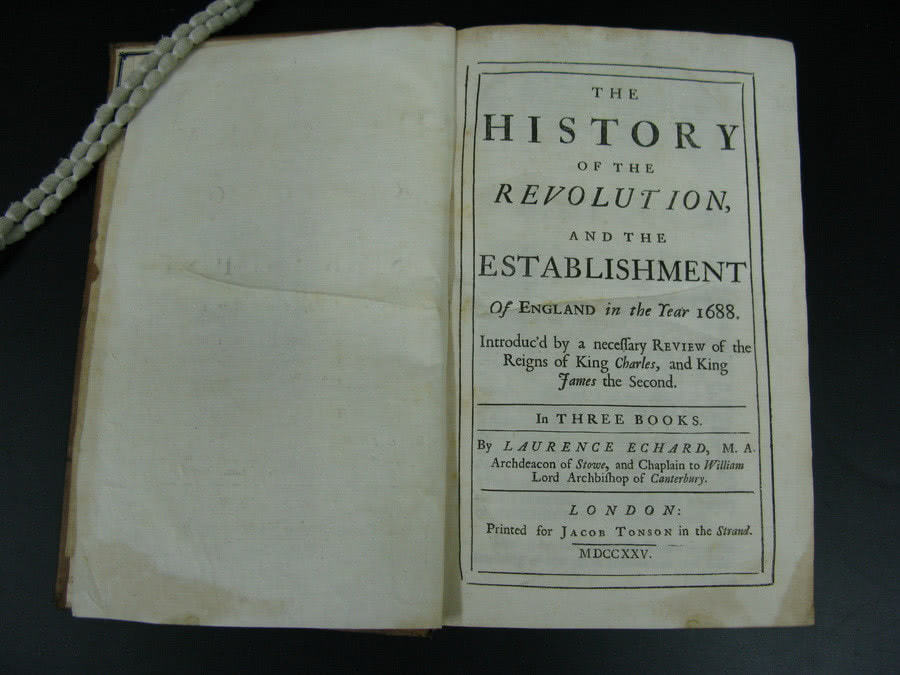 THE
HISTORY
OF THE
REVOLUTION,
AND THE
ESTABLISHMENT
Of ENGLAND in the Year 1688.
Introduc'd by a neceſſary REVIEW of the
Reigns of King Charles, and King
James the Second.
In THREE BOOKS.
By LAURENCE ECHARD, M. A.
Archdeacon of Stowe, and Chaplain to William
Lord Archbiſhop of Canterbury.
LONDON:
Printed for JACOB TONSON in the Strand.
MDCCXXV.